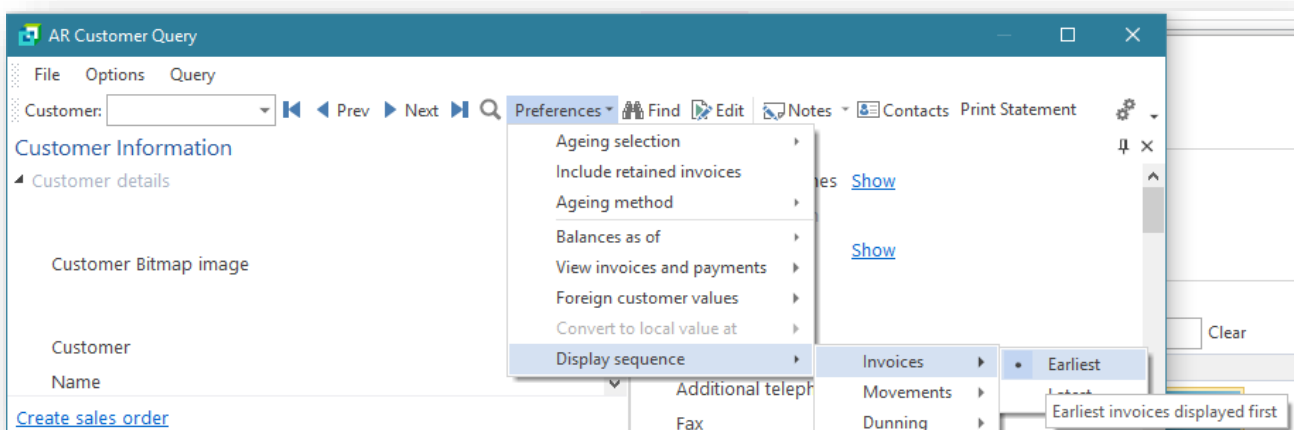 AR Customer Query
File Options Query
Customer: Prev Next Preferences Find Edit Notes Contacts Print Statement
Customer Information
Customer details
Ageing selection
Include retained invoices
Show
Ageing method
Balances as of
Show
Customer Bitmap image
View invoices and payments
Foreign customer values
Convert to local value at
Clear
Customer
Display sequence
Invoices
Earliest
Name
Additional teleph
Movements
Earliest invoices displayed first
Create sales order
Fax
Dunning